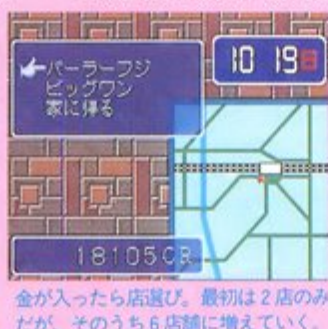 パーラーフジ
ビッグワン
家に帰る
10 19 日
18105CR
金が入ったら店選び。最初は2店のみ
だが、そのうち6店舗に増えていく。